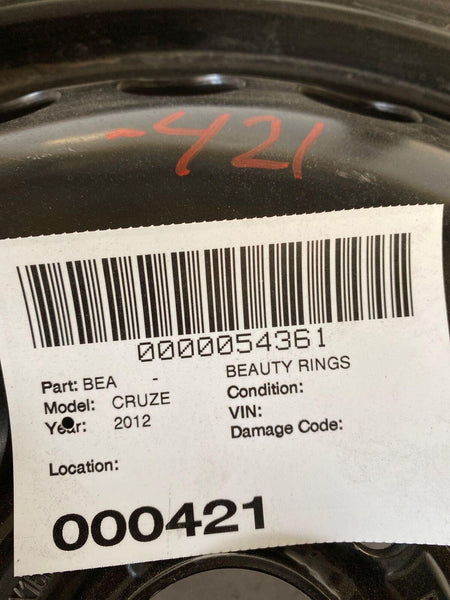 -421
0000054361
Part: BEA - BEAUTY RINGS
Model: CRUZE Condition:
Year: 2012 VIN:
Damage Code:
Location:
000421